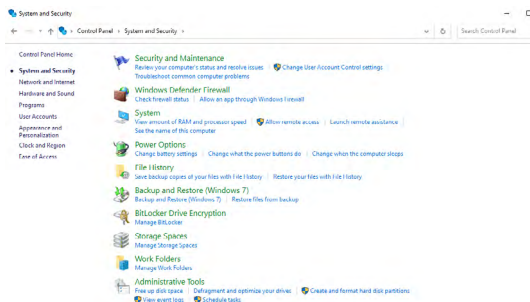 System and Security
Control Panel > System and Security >
Search Control Panel
Control Panel Home
System and Security
Network and Internet
Hardware and Sound
Programs
User Accounts
Appearance and
Personalization
Clock and Region
Ease of Access
Security and Maintenance
Review your computer's status and resolve issues | Change User Account Control settings
Troubleshoot common computer problems
Windows Defender Firewall
Check firewall status | Allow an app through Windows Firewall
System
View amount of RAM and processor speed | Allow remote access | Launch remote assistance
See the name of this computer
Power Options
Change battery settings | Change what the power buttons do | Change when the computer sleeps
File History
Save backup copies of your files with File History | Restore your files with File History
Backup and Restore (Windows 7)
Backup and Restore (Windows 7) | Restore files from backup
BitLocker Drive Encryption
Manage BitLocker
Storage Spaces
Manage Storage Spaces
Work Folders
Manage Work Folders
Administrative Tools
Free up disk space | Defragment and optimize your drives | Create and format hard disk partitions
View event logs | Schedule tasks